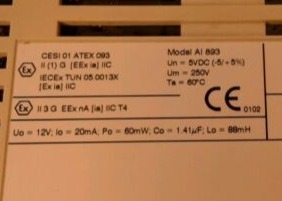 CESI 01 ATEX 093
II (1) G [EEx ia] IIC
IECEx TUN 05.0013X
[Ex ia] IIC
Model AI 893
Un = 5VDC (-5/+5%)
Um = 250V
Ta = 60°C
Ex
CE 0102
Ex
II 3 G EEx nA [ia] IIC T4
Uo = 12V; Io = 20mA; Po = 60mW; Co = 1.41µF; Lo = 88mH